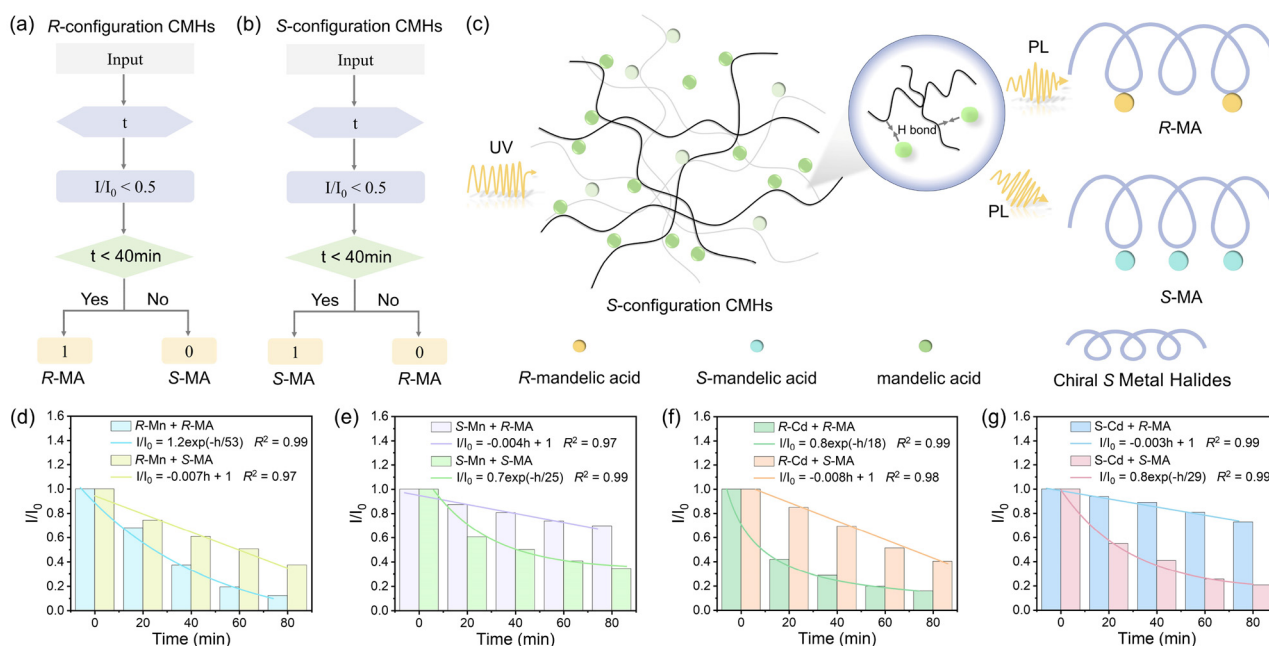 (a)
R-configuration CMHs
Input
t
I/I₀ < 0.5
t < 40min
Yes
No
1
0
R-MA
S-MA
(b)
S-configuration CMHs
Input
t
I/I₀ < 0.5
t < 40min
Yes
No
1
0
S-MA
R-MA
(c)
UV
H bond
S-configuration CMHs
PL
R-MA
PL
S-MA
R-mandelic acid
S-mandelic acid
mandelic acid
Chiral S Metal Halides
(d)
R-Mn + R-MA
I/I₀ = 1.2exp(-h/53) R² = 0.99
R-Mn + S-MA
I/I₀ = -0.007h + 1 R² = 0.97
I/I₀
1.6
1.4
1.2
1.0
0.8
0.6
0.4
0.2
0.0
0 20 40 60 80
Time (min)
(e)
S-Mn + R-MA
I/I₀ = -0.004h + 1 R² = 0.97
S-Mn + S-MA
I/I₀ = 0.7exp(-h/25) R² = 0.99
I/I₀
1.6
1.4
1.2
1.0
0.8
0.6
0.4
0.2
0.0
0 20 40 60 80
Time (min)
(f)
R-Cd + R-MA
I/I₀ = 0.8exp(-h/18) R² = 0.99
R-Cd + S-MA
I/I₀ = -0.008h + 1 R² = 0.98
I/I₀
1.6
1.4
1.2
1.0
0.8
0.6
0.4
0.2
0.0
0 20 40 60 80
Time (min)
(g)
S-Cd + R-MA
I/I₀ = -0.003h + 1 R² = 0.99
S-Cd + S-MA
I/I₀ = 0.8exp(-h/29) R² = 0.99
I/I₀
1.6
1.4
1.2
1.0
0.8
0.6
0.4
0.2
0.0
0 20 40 60 80
Time (min)